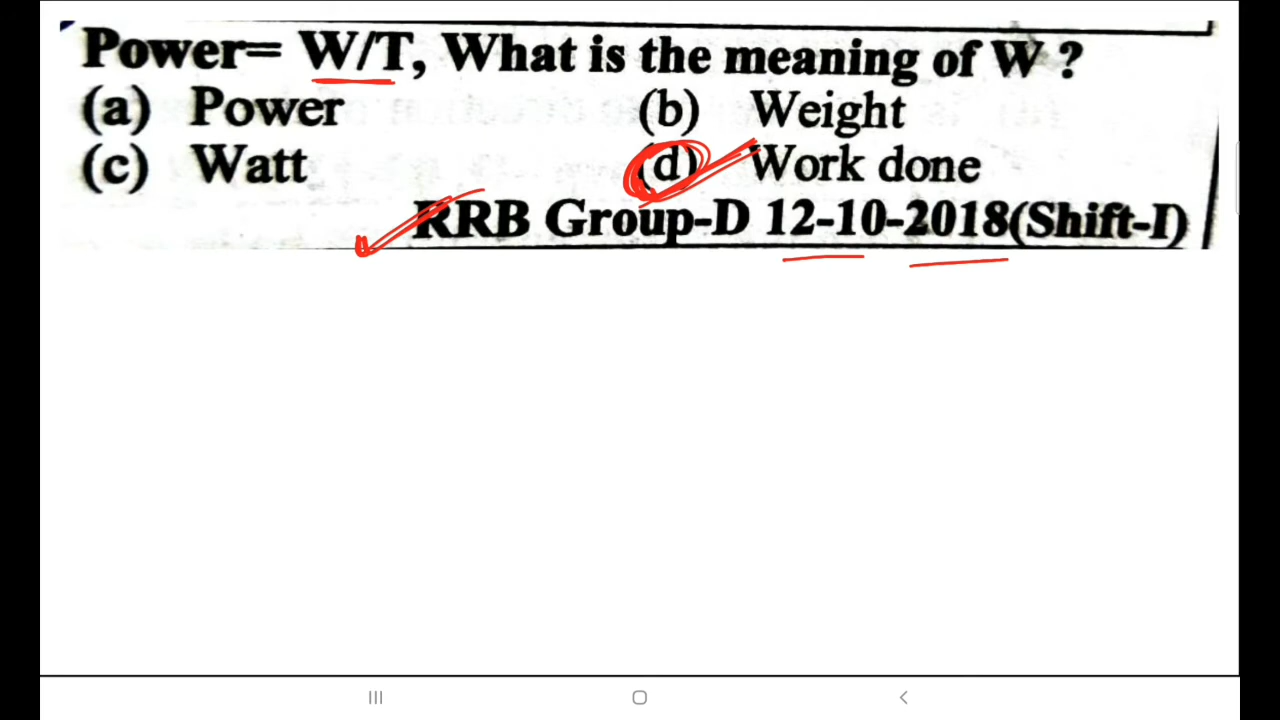 Power= W/T, What is the meaning of W ?
(a) Power (b) Weight
(c) Watt (d) Work done
RRB Group-D 12-10-2018(Shift-I)